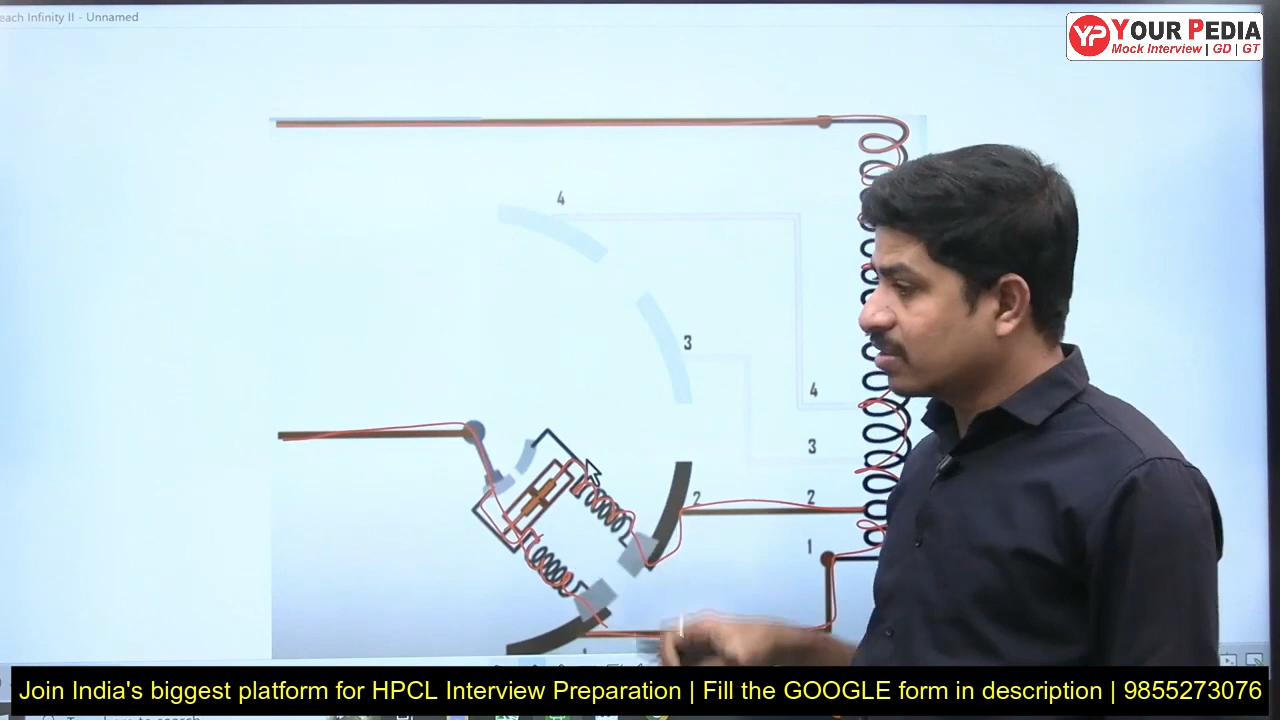 each Infinity II - Unnamed
YP YOUR PEDIA
Mock Interview | GD | GT
4
3
4
3
2
2
1
Join India's biggest platform for HPCL Interview Preparation | Fill the GOOGLE form in description | 9855273076